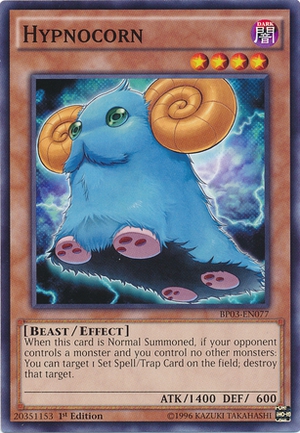 HYPNOCORN
DARK
闇
BP03-EN077
[BEAST / EFFECT]
When this card is Normal Summoned, if your opponent
controls a monster and you control no other monsters:
You can target 1 Set Spell/Trap Card on the field; destroy
that target.
ATK/1400 DEF/ 600
20351153 1st Edition ©1996 KAZUKI TAKAHASHI